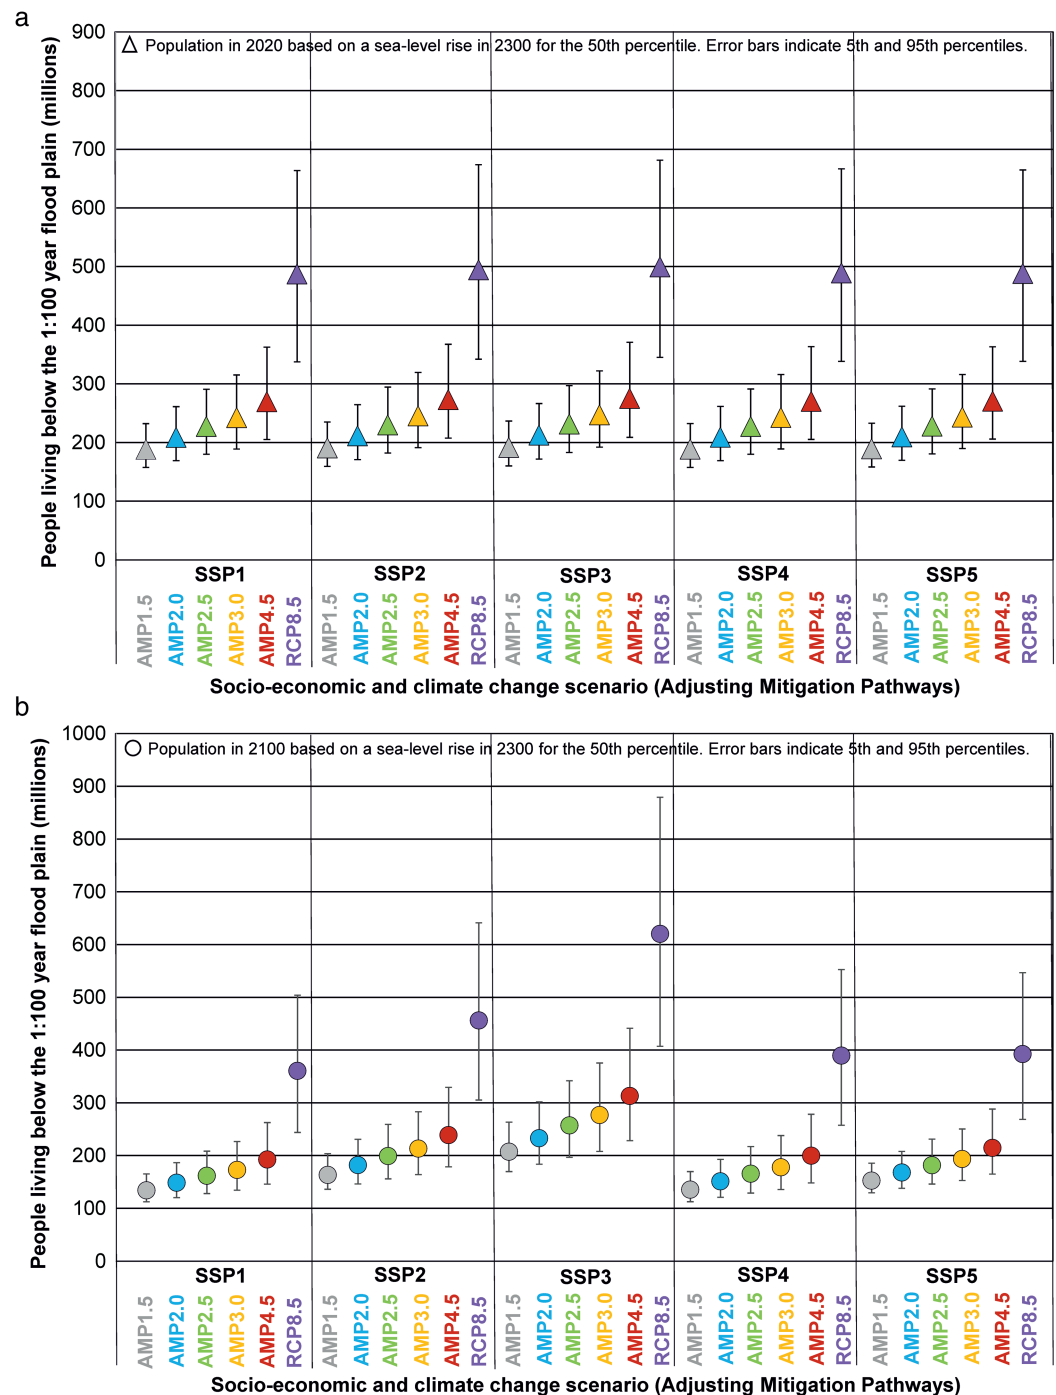 a
People living below the 1:100 year flood plain (millions)
900
800
700
600
500
400
300
200
100
0
Population in 2020 based on a sea-level rise in 2300 for the 50th percentile. Error bars indicate 5th and 95th percentiles.
SSP1
SSP2
SSP3
SSP4
SSP5
AMP1.5
AMP2.0
AMP2.5
AMP3.0
AMP4.5
RCP8.5
AMP1.5
AMP2.0
AMP2.5
AMP3.0
AMP4.5
RCP8.5
AMP1.5
AMP2.0
AMP2.5
AMP3.0
AMP4.5
RCP8.5
AMP1.5
AMP2.0
AMP2.5
AMP3.0
AMP4.5
RCP8.5
AMP1.5
AMP2.0
AMP2.5
AMP3.0
AMP4.5
RCP8.5
Socio-economic and climate change scenario (Adjusting Mitigation Pathways)
b
People living below the 1:100 year flood plain (millions)
1000
900
800
700
600
500
400
300
200
100
0
Population in 2100 based on a sea-level rise in 2300 for the 50th percentile. Error bars indicate 5th and 95th percentiles.
SSP1
SSP2
SSP3
SSP4
SSP5
AMP1.5
AMP2.0
AMP2.5
AMP3.0
AMP4.5
RCP8.5
AMP1.5
AMP2.0
AMP2.5
AMP3.0
AMP4.5
RCP8.5
AMP1.5
AMP2.0
AMP2.5
AMP3.0
AMP4.5
RCP8.5
AMP1.5
AMP2.0
AMP2.5
AMP3.0
AMP4.5
RCP8.5
AMP1.5
AMP2.0
AMP2.5
AMP3.0
AMP4.5
RCP8.5
Socio-economic and climate change scenario (Adjusting Mitigation Pathways)